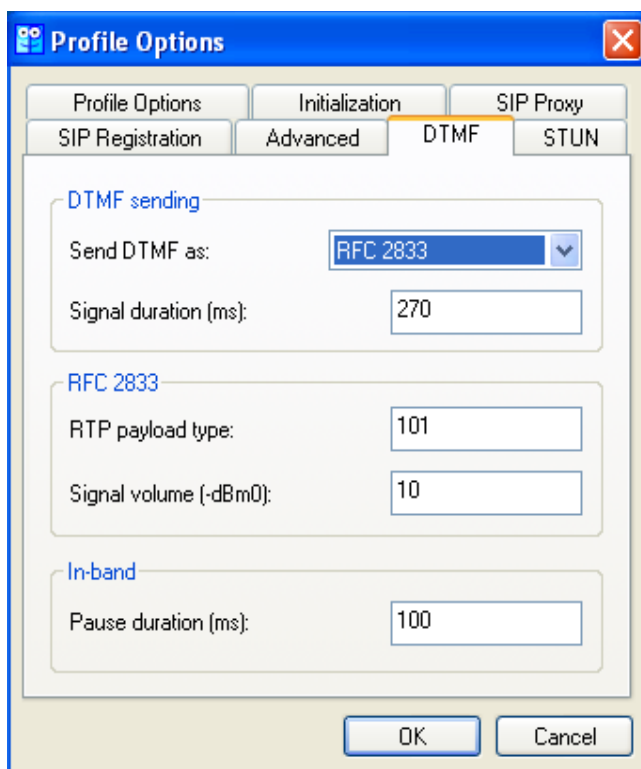 Profile Options
Profile Options Initialization SIP Proxy
SIP Registration Advanced DTMF STUN
DTMF sending
Send DTMF as: RFC 2833
Signal duration (ms): 270
RFC 2833
RTP payload type: 101
Signal volume (-dBm0): 10
In-band
Pause duration (ms): 100
OK Cancel